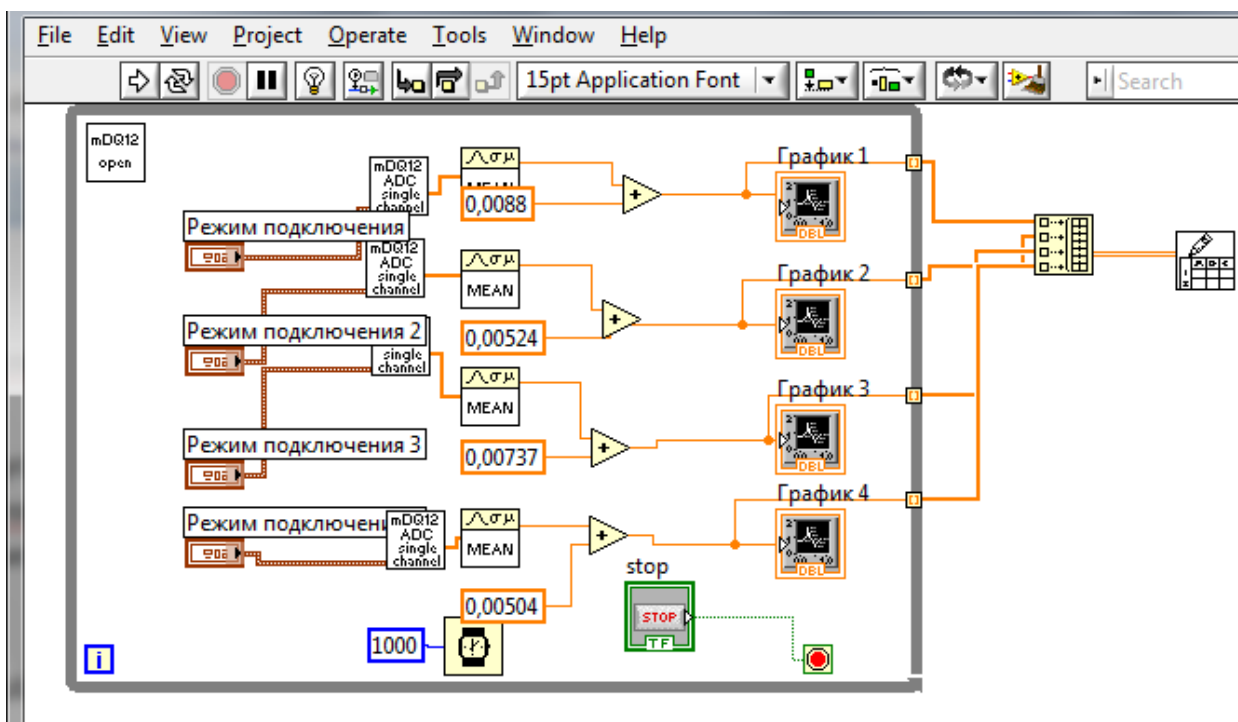 File Edit View Project Operate Tools Window Help
15pt Application Font
Search
mDQ12
open
mDQ12
ADC
single
channel
MEAN
0,0088
График 1
DBL
Режим подключения
mDQ12
ADC
single
channel
MEAN
0,00524
График 2
DBL
Режим подключения 2
single
channel
MEAN
0,00737
График 3
DBL
Режим подключения 3
Режим подключения
mDQ12
ADC
single
channel
MEAN
0,00504
График 4
DBL
stop
STOP
TF
1000
i